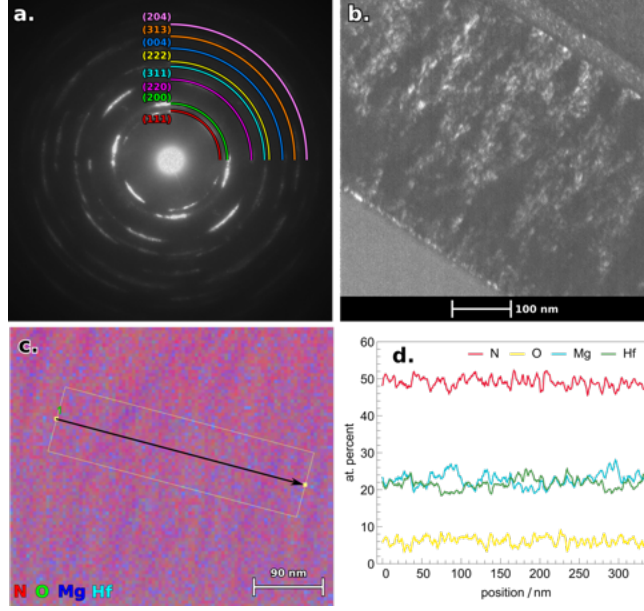 a.
(204)
(313)
(004)
(222)
(311)
(220)
(200)
(111)
b.
100 nm
c.
1
N O Mg Hf
90 nm
d.
N O Mg Hf
60
50
40
30
20
10
0
at. percent
0 50 100 150 200 250 300
position / nm